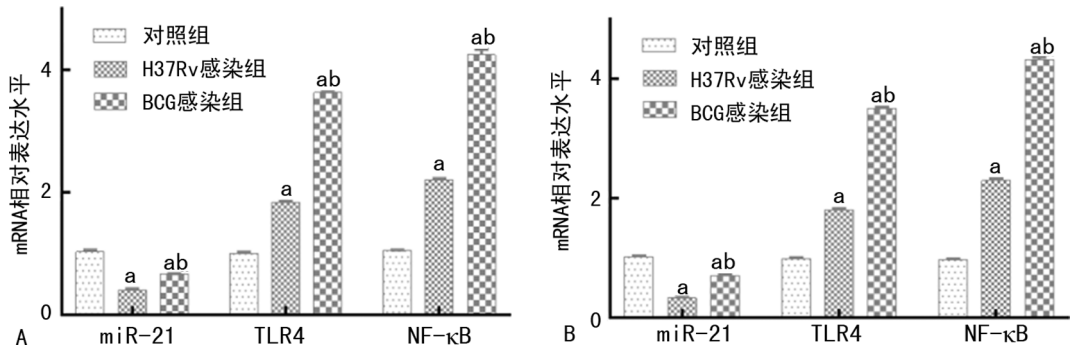 mRNA相对表达水平
4
2
0
对照组
H37Rv感染组
BCG感染组
a
ab
a
ab
a
ab
miR-21
TLR4
NF-κB
A
mRNA相对表达水平
4
2
0
对照组
H37Rv感染组
BCG感染组
a
ab
a
ab
a
ab
miR-21
TLR4
NF-κB
B